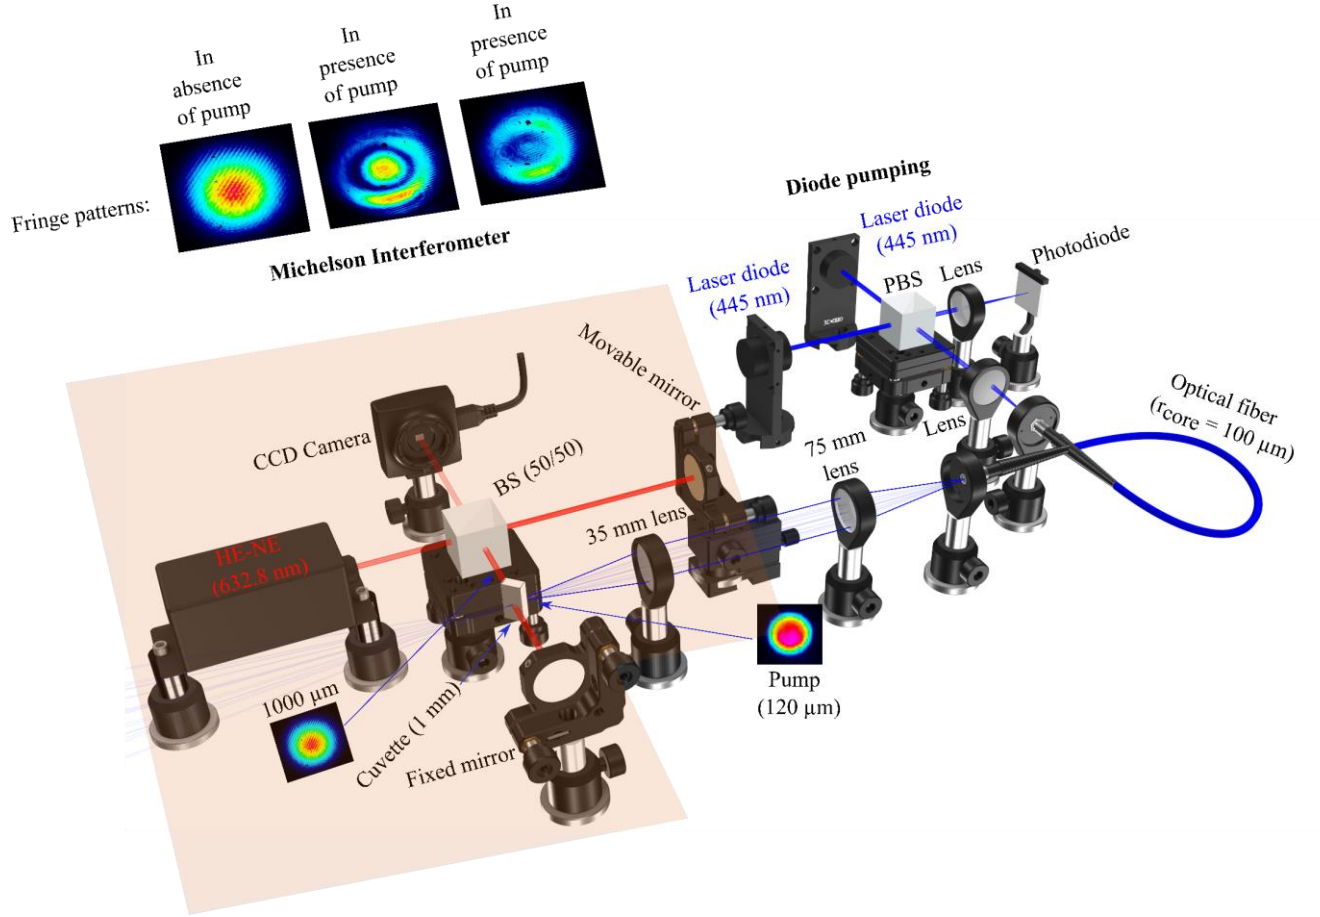 In
absence
of pump
In
presence
of pump
In
presence
of pump
Fringe patterns:
Michelson Interferometer
Diode pumping
Laser diode
(445 nm)
Laser diode
(445 nm)
PBS
Lens
Photodiode
Movable mirror
CCD Camera
BS (50/50)
HE-NE
(632.8 nm)
35 mm lens
75 mm
lens
Lens
Optical fiber
(r_core = 100 µm)
1000 µm
Cuvette (1 mm)
Fixed mirror
Pump
(120 µm)